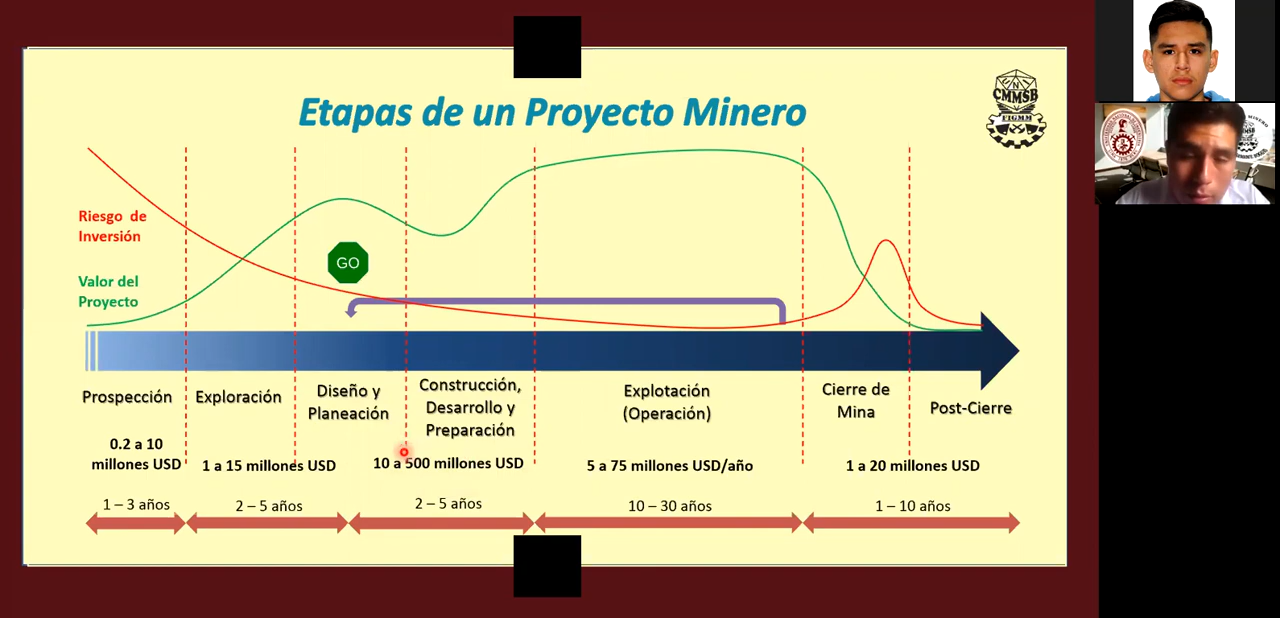 Etapas de un Proyecto Minero
CMMSB
FIGMM
Riesgo de
Inversión
Valor del
Proyecto
GO
Prospección
Exploración
Diseño y
Planeación
Construcción,
Desarrollo y
Preparación
Explotación
(Operación)
Cierre de
Mina
Post-Cierre
0.2 a 10
millones USD
1 a 15 millones USD
10 a 500 millones USD
5 a 75 millones USD/año
1 a 20 millones USD
1 – 3 años
2 – 5 años
2 – 5 años
10 – 30 años
1 – 10 años